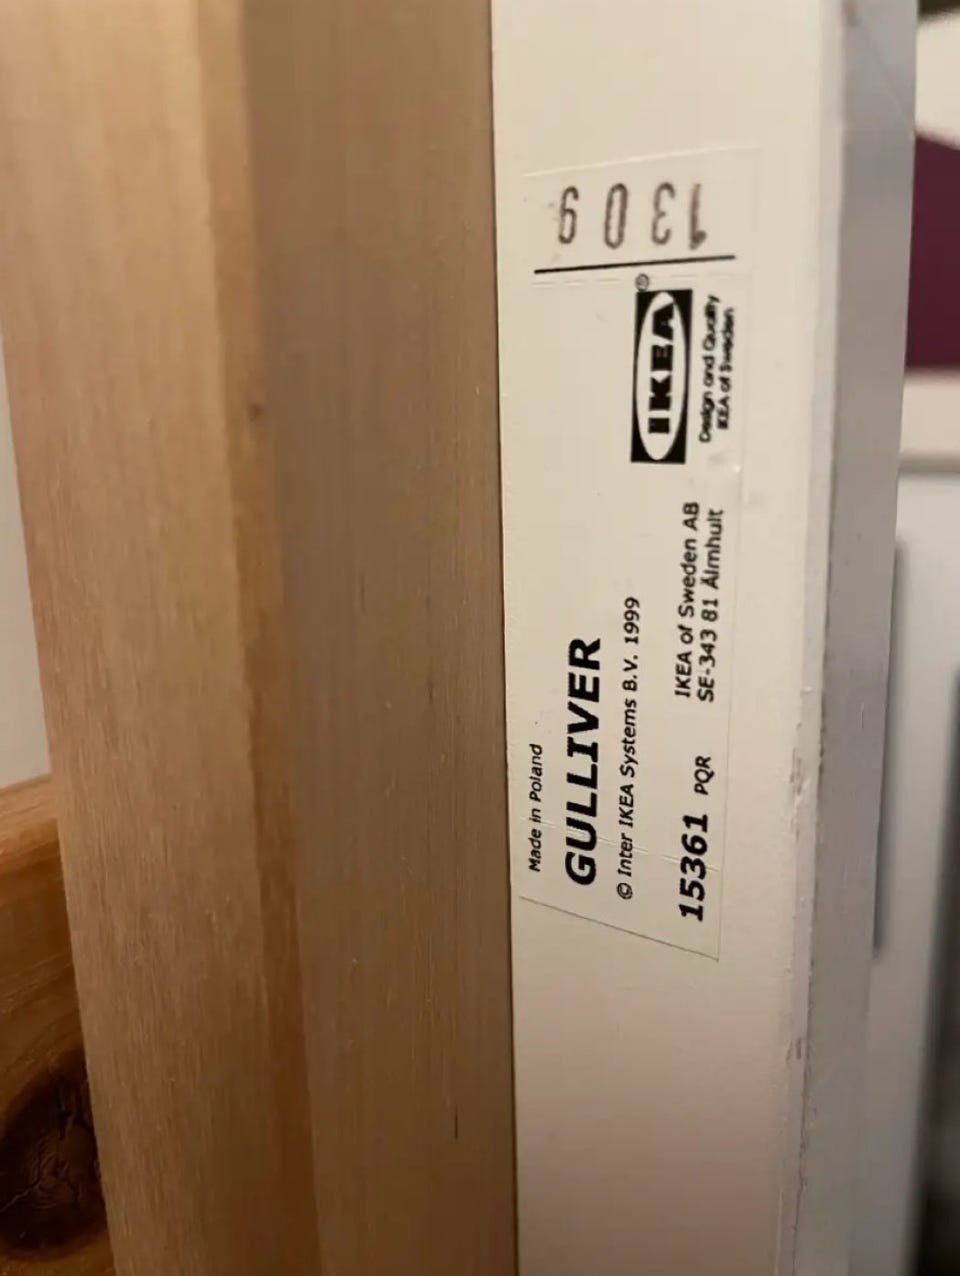 Made in Poland
GULLIVER
© Inter IKEA Systems B.V. 1999
15361 PQR
IKEA of Sweden AB
SE-343 81 Älmhult
IKEA®
Design and Quality
IKEA of Sweden
1309